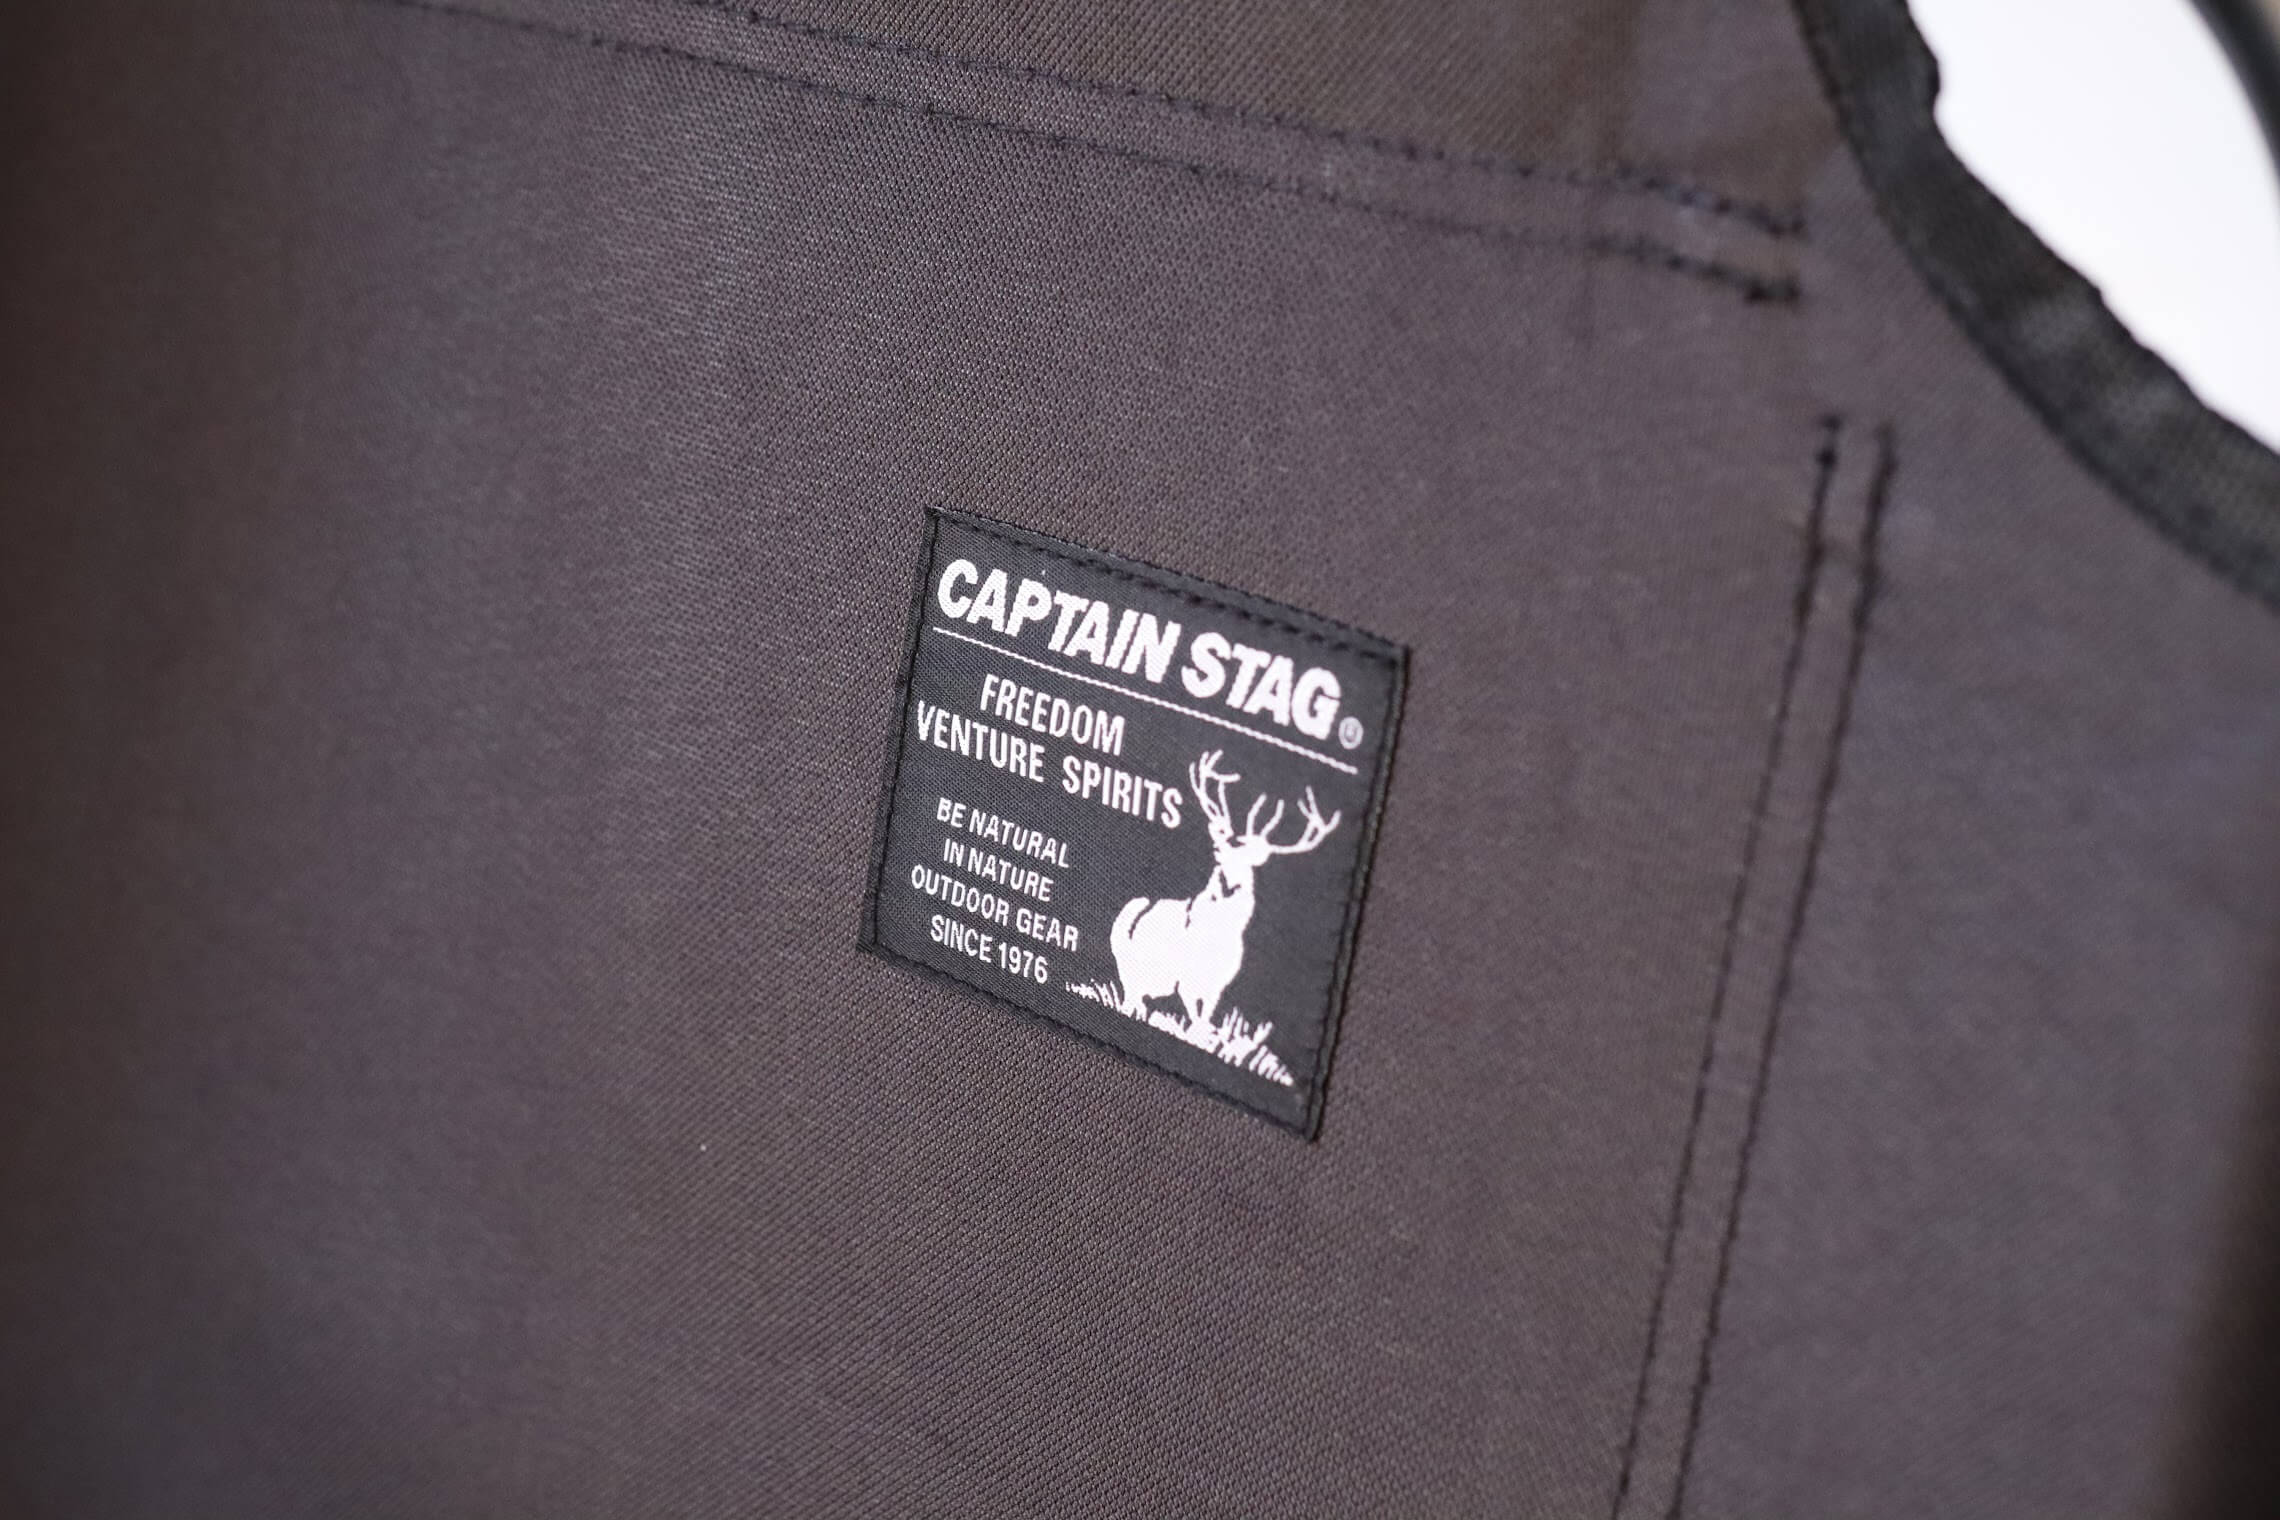 CAPTAIN STAG®
FREEDOM
VENTURE SPIRITS
BE NATURAL
IN NATURE
OUTDOOR GEAR
SINCE 1976